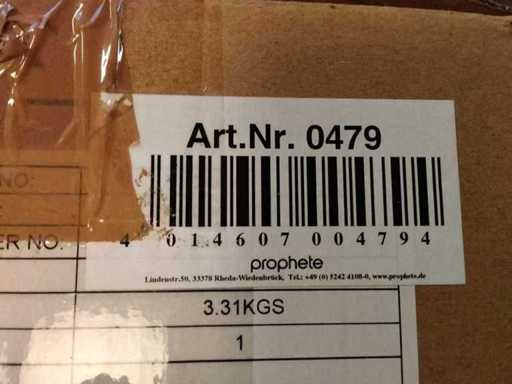 Art.Nr. 0479
4 014607 004794
prophete
Lindenstr.50, 33378 Rheda-Wiedenbrück, Tel.: +49 (0) 5242 4108-0, www.prophete.de
NO:
ER NO.
3.31KGS
1